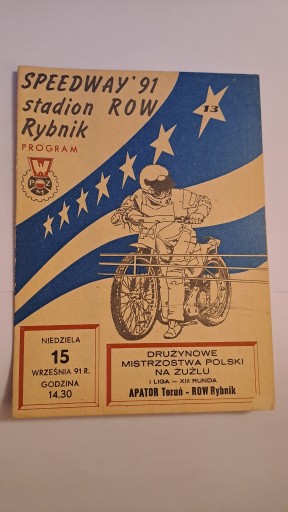 SPEEDWAY '91
stadion ROW
Rybnik
PROGRAM
13
W
PZ
M
NIEDZIELA
15
WRZEŚNIA 91 R.
GODZINA
14.30
DRUŻYNOWE
MISTRZOSTWA POLSKI
NA ŻUŻLU
I LIGA — XIII RUNDA
APATOR Toruń - ROW Rybnik